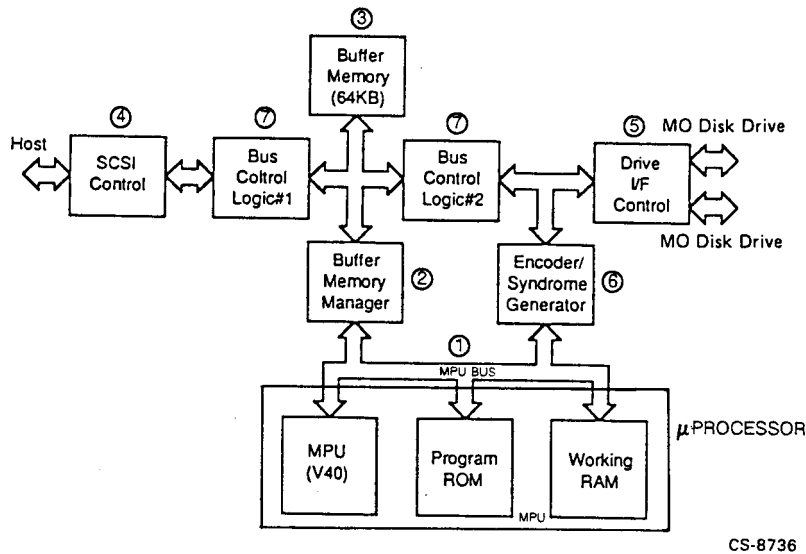 ③
Buffer
Memory
(64KB)
④
⑦
⑦
⑤
MO Disk Drive
Host
SCSI
Control
Bus
Coltrol
Logic#1
Bus
Control
Logic#2
Drive
I/F
Control
MO Disk Drive
Buffer
Memory
Manager
②
Encoder/
Syndrome
Generator
⑥
①
MPU BUS
MPU
(V40)
Program
ROM
Working
RAM
μ-PROCESSOR
MPU
CS-8736